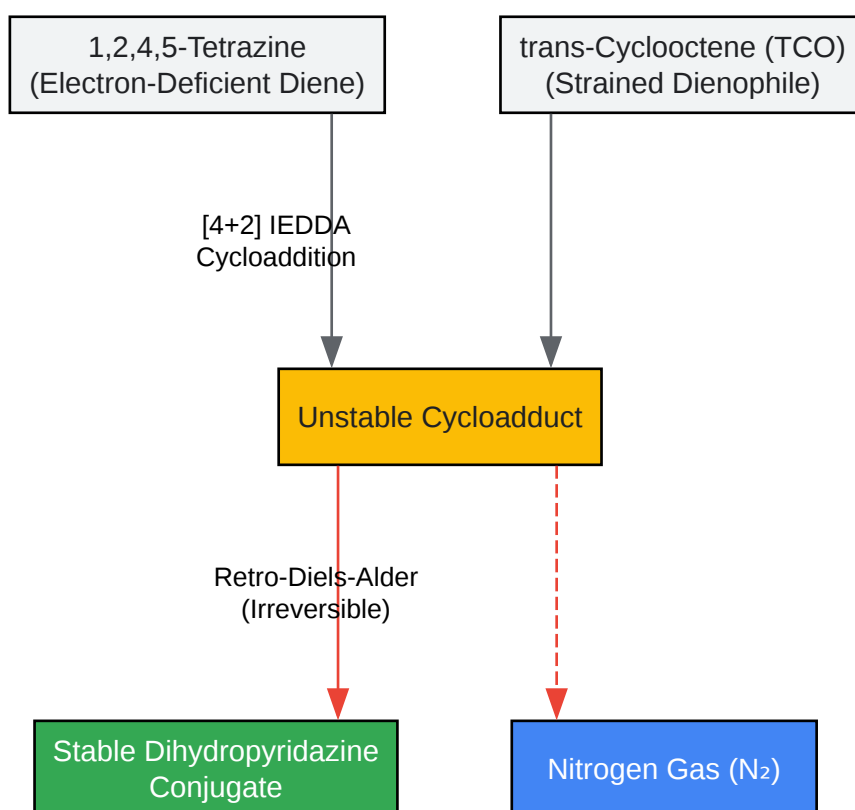 1,2,4,5-Tetrazine
(Electron-Deficient Diene)
trans-Cyclooctene (TCO)
(Strained Dienophile)
[4+2] IEDDA
Cycloaddition
Unstable Cycloadduct
Retro-Diels-Alder
(Irreversible)
Stable Dihydropyridazine
Conjugate
Nitrogen Gas (N₂)